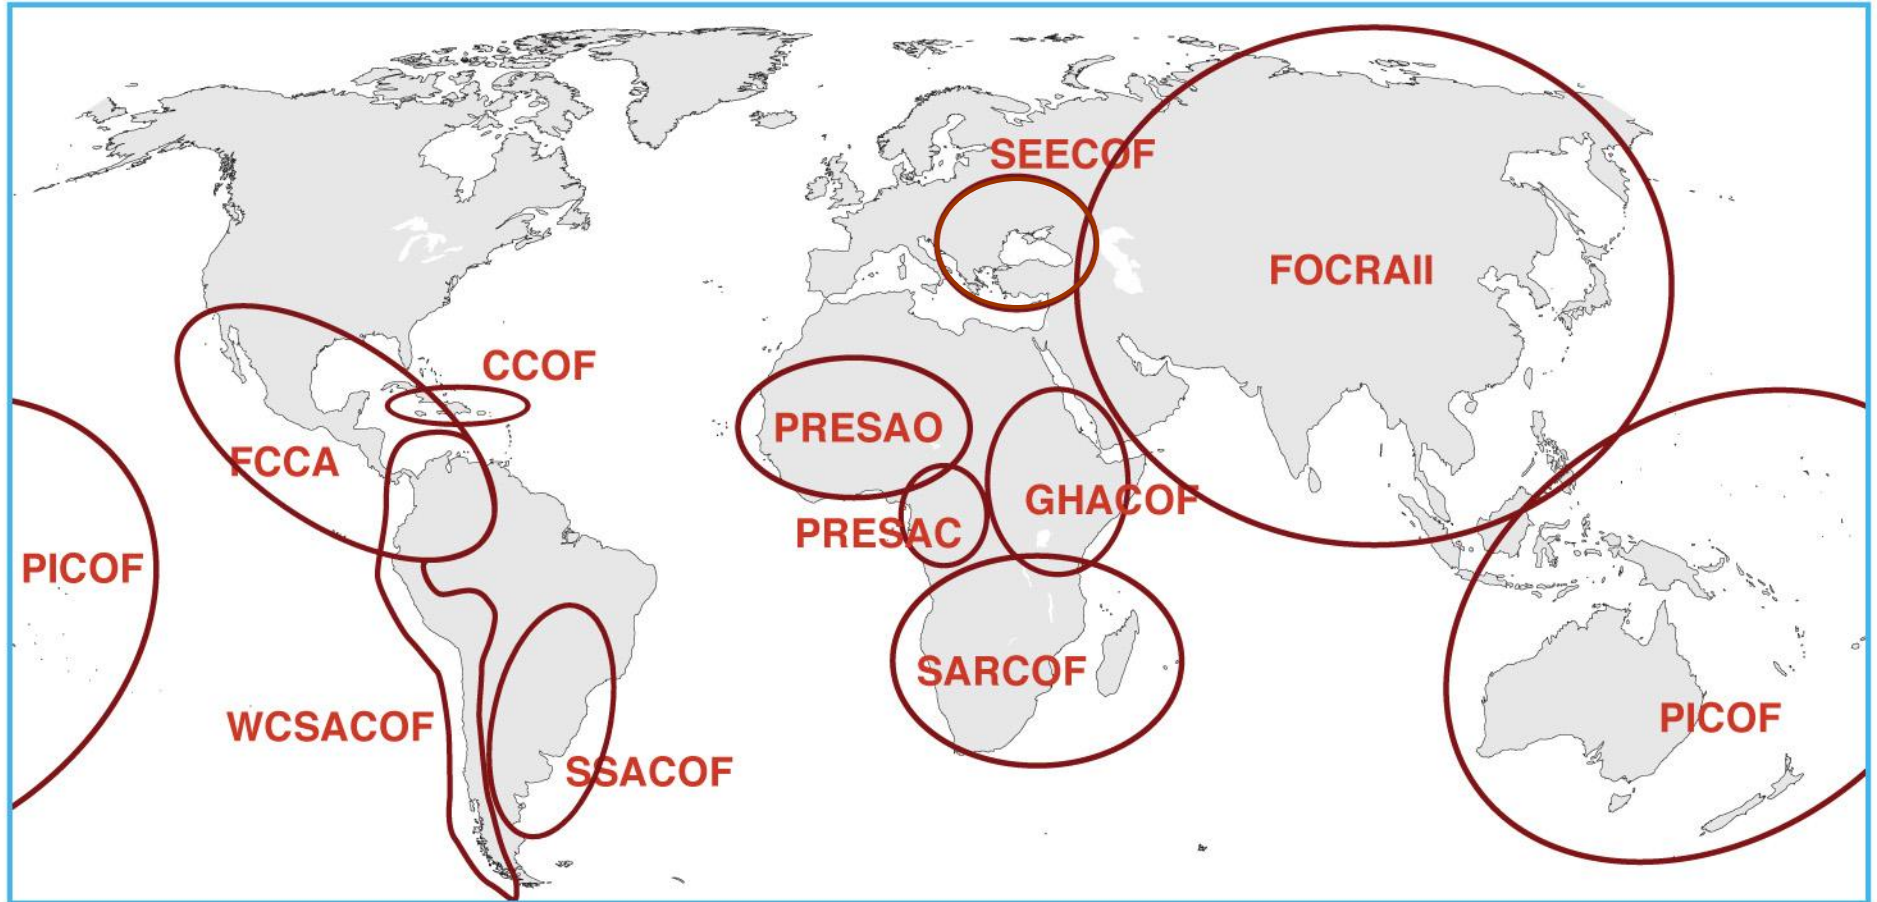 SEECOF
FOCRAII
CCOF
PRESAO
FCCA
GHACOF
PRESAC
PICOF
SARCOF
PICOF
WCSACOF
SSACOF